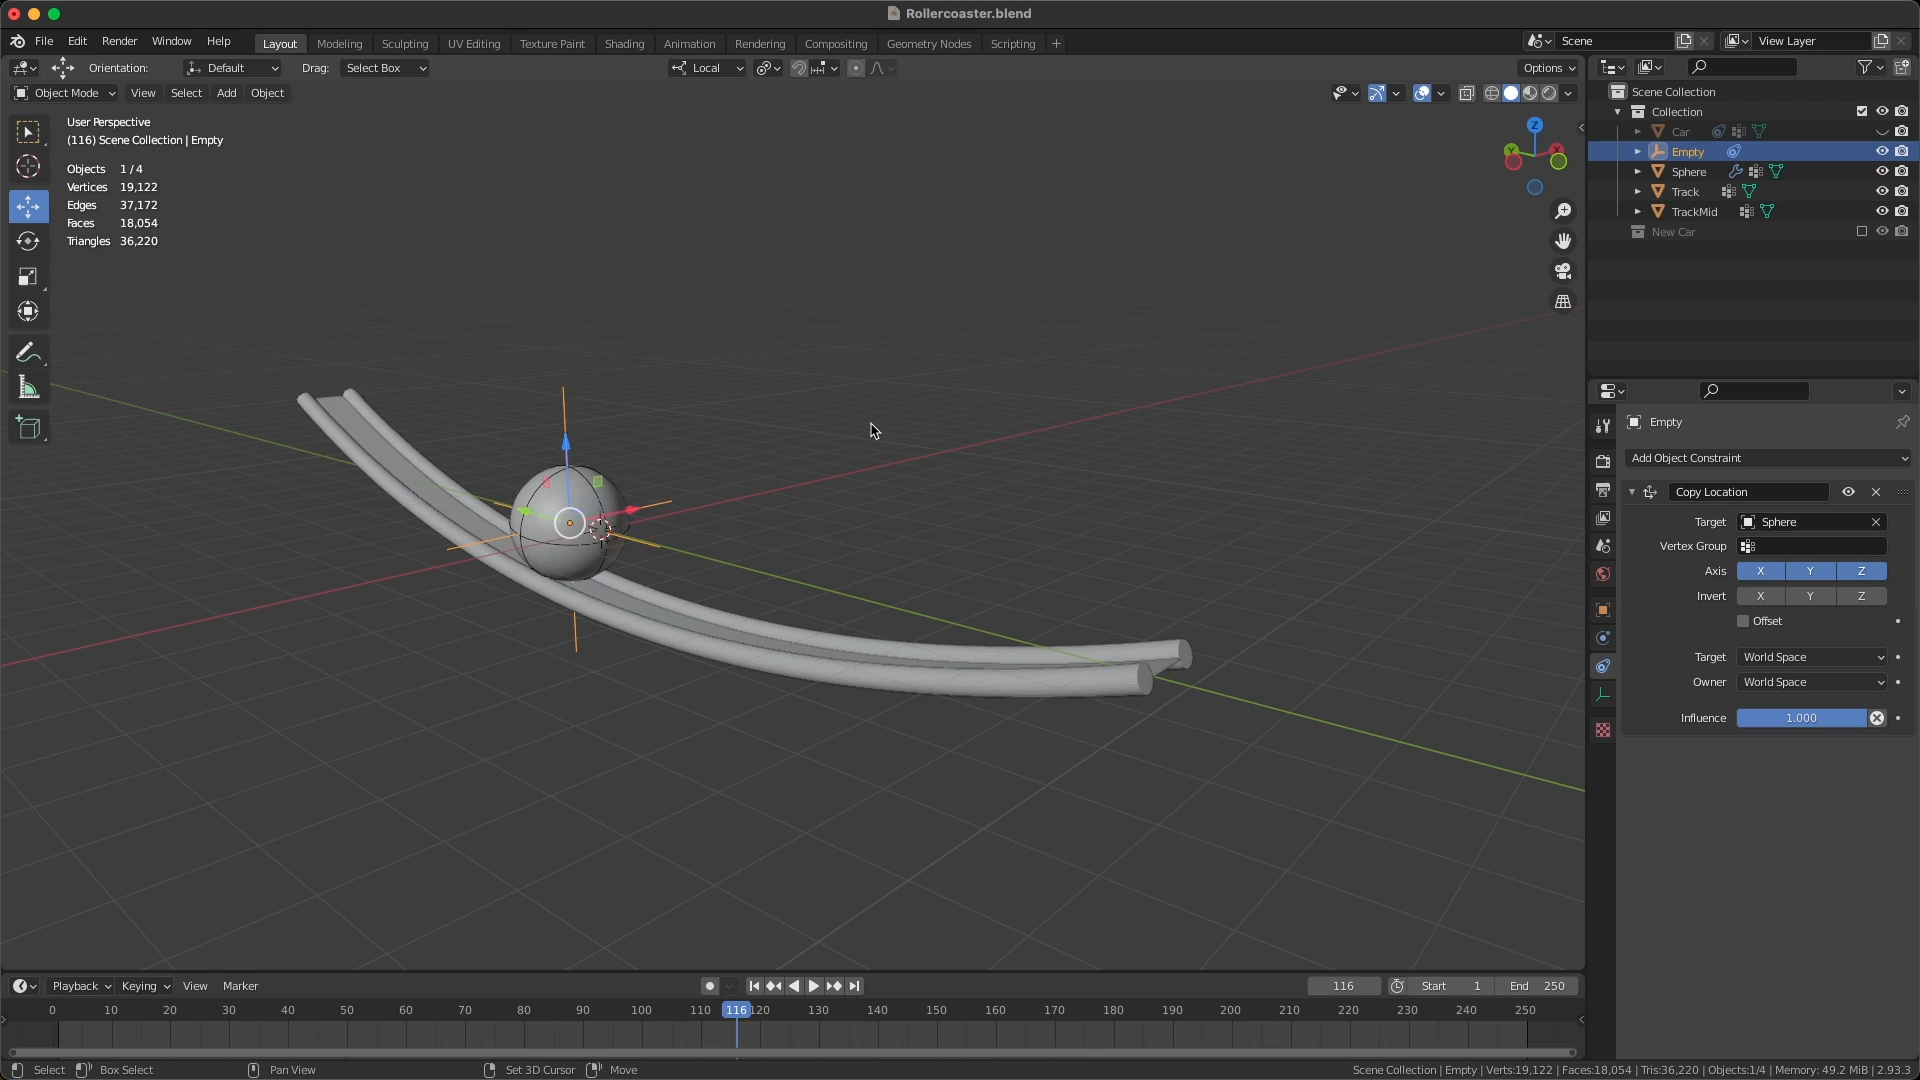 Rollercoaster.blend
File Edit Render Window Help
Layout Modeling Sculpting UV Editing Texture Paint Shading Animation Rendering Compositing Geometry Nodes Scripting +
Scene
View Layer
Orientation: Default Drag: Select Box
Local
Options
Object Mode View Select Add Object
User Perspective
(116) Scene Collection | Empty
Objects 1 / 4
Vertices 19,122
Edges 37,172
Faces 18,054
Triangles 36,220
Z
Y
X
Scene Collection
Collection
Car
Empty
Sphere
Track
TrackMid
New Car
Empty
Add Object Constraint
Copy Location
Target Sphere
Vertex Group
Axis X Y Z
Invert X Y Z
Offset
Target World Space
Owner World Space
Influence 1.000
Playback Keying View Marker
116
Start 1 End 250
0 10 20 30 40 50 60 70 80 90 100 110 116 120 130 140 150 160 170 180 190 200 210 220 230 240 250
Select Box Select Pan View Set 3D Cursor Move
Scene Collection | Empty | Verts:19,122 | Faces:18,054 | Tris:36,220 | Objects:1/4 | Memory: 49.2 MiB | 2.93.3